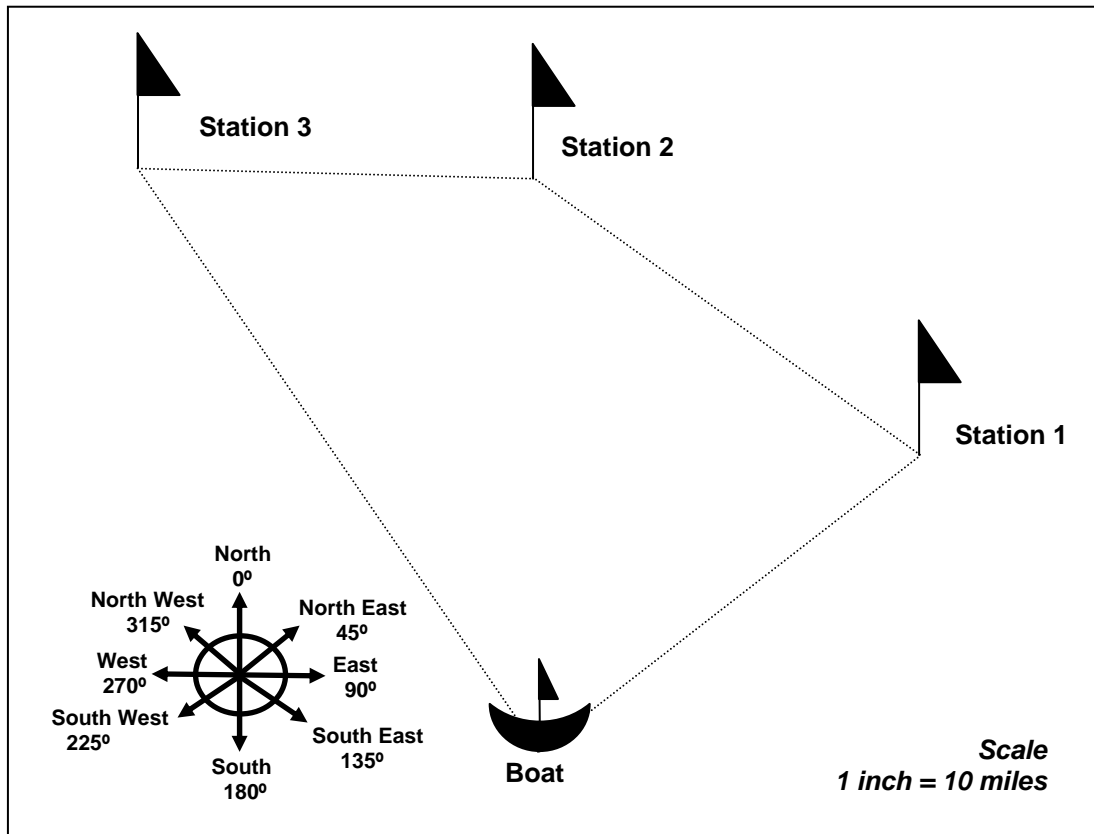 Station 3
Station 2
Station 1
North
0º
North West
315º
North East
45º
West
270º
East
90º
South West
225º
South East
135º
South
180º
Boat
Scale
1 inch = 10 miles